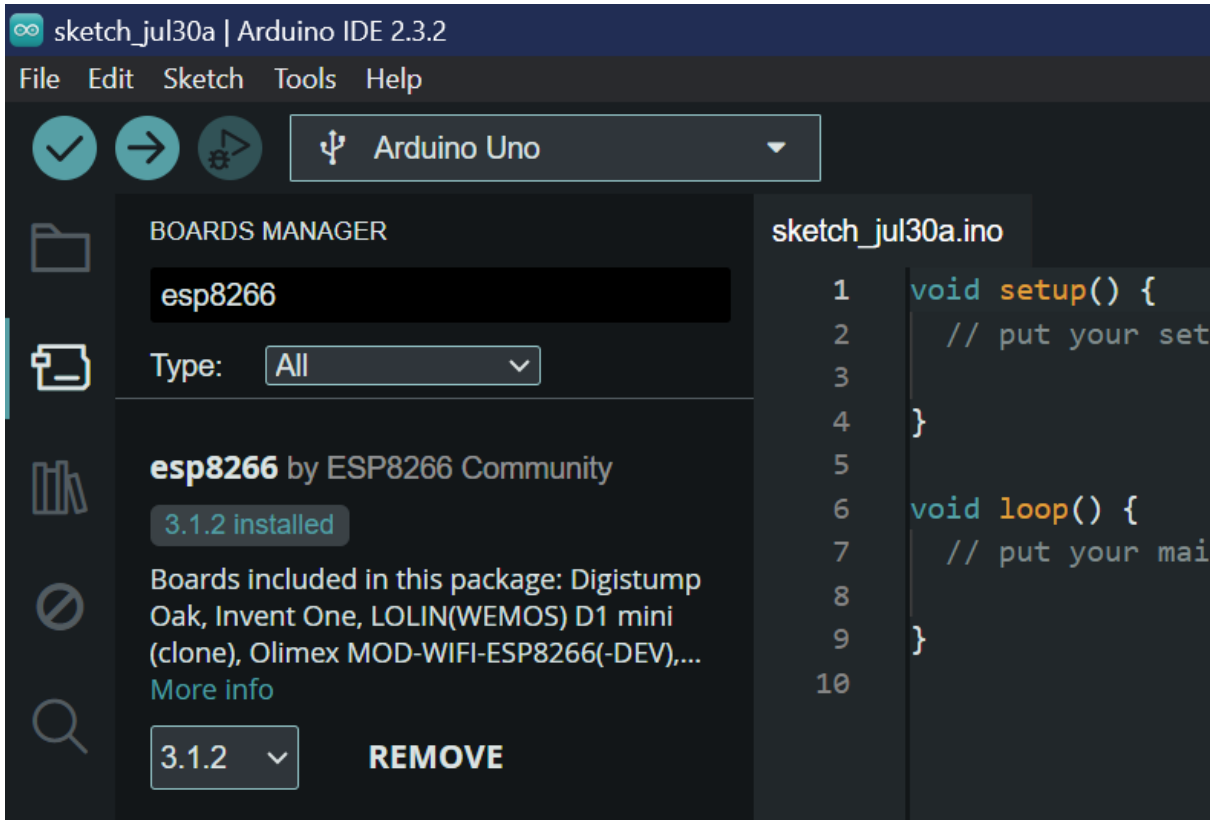 sketch_jul30a | Arduino IDE 2.3.2
File Edit Sketch Tools Help
Arduino Uno
BOARDS MANAGER
esp8266
Type: All
esp8266 by ESP8266 Community
3.1.2 installed
Boards included in this package: Digistump
Oak, Invent One, LOLIN(WEMOS) D1 mini
(clone), Olimex MOD-WIFI-ESP8266(-DEV),...
More info
3.1.2 REMOVE
sketch_jul30a.ino
1 void setup() {
2 // put your set
3
4 }
5
6 void loop() {
7 // put your mai
8
9 }
10